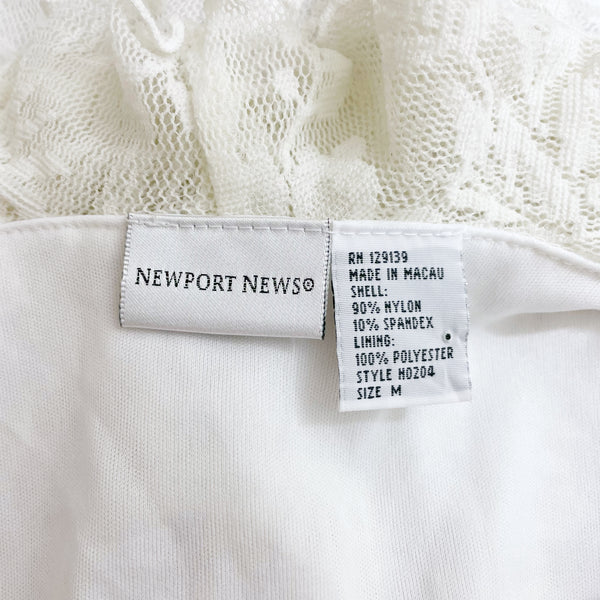 NEWPORT NEWS®
RN 129139
MADE IN MACAU
SHELL:
90% NYLON
10% SPANDEX
LINING:
100% POLYESTER
STYLE H0204
SIZE M